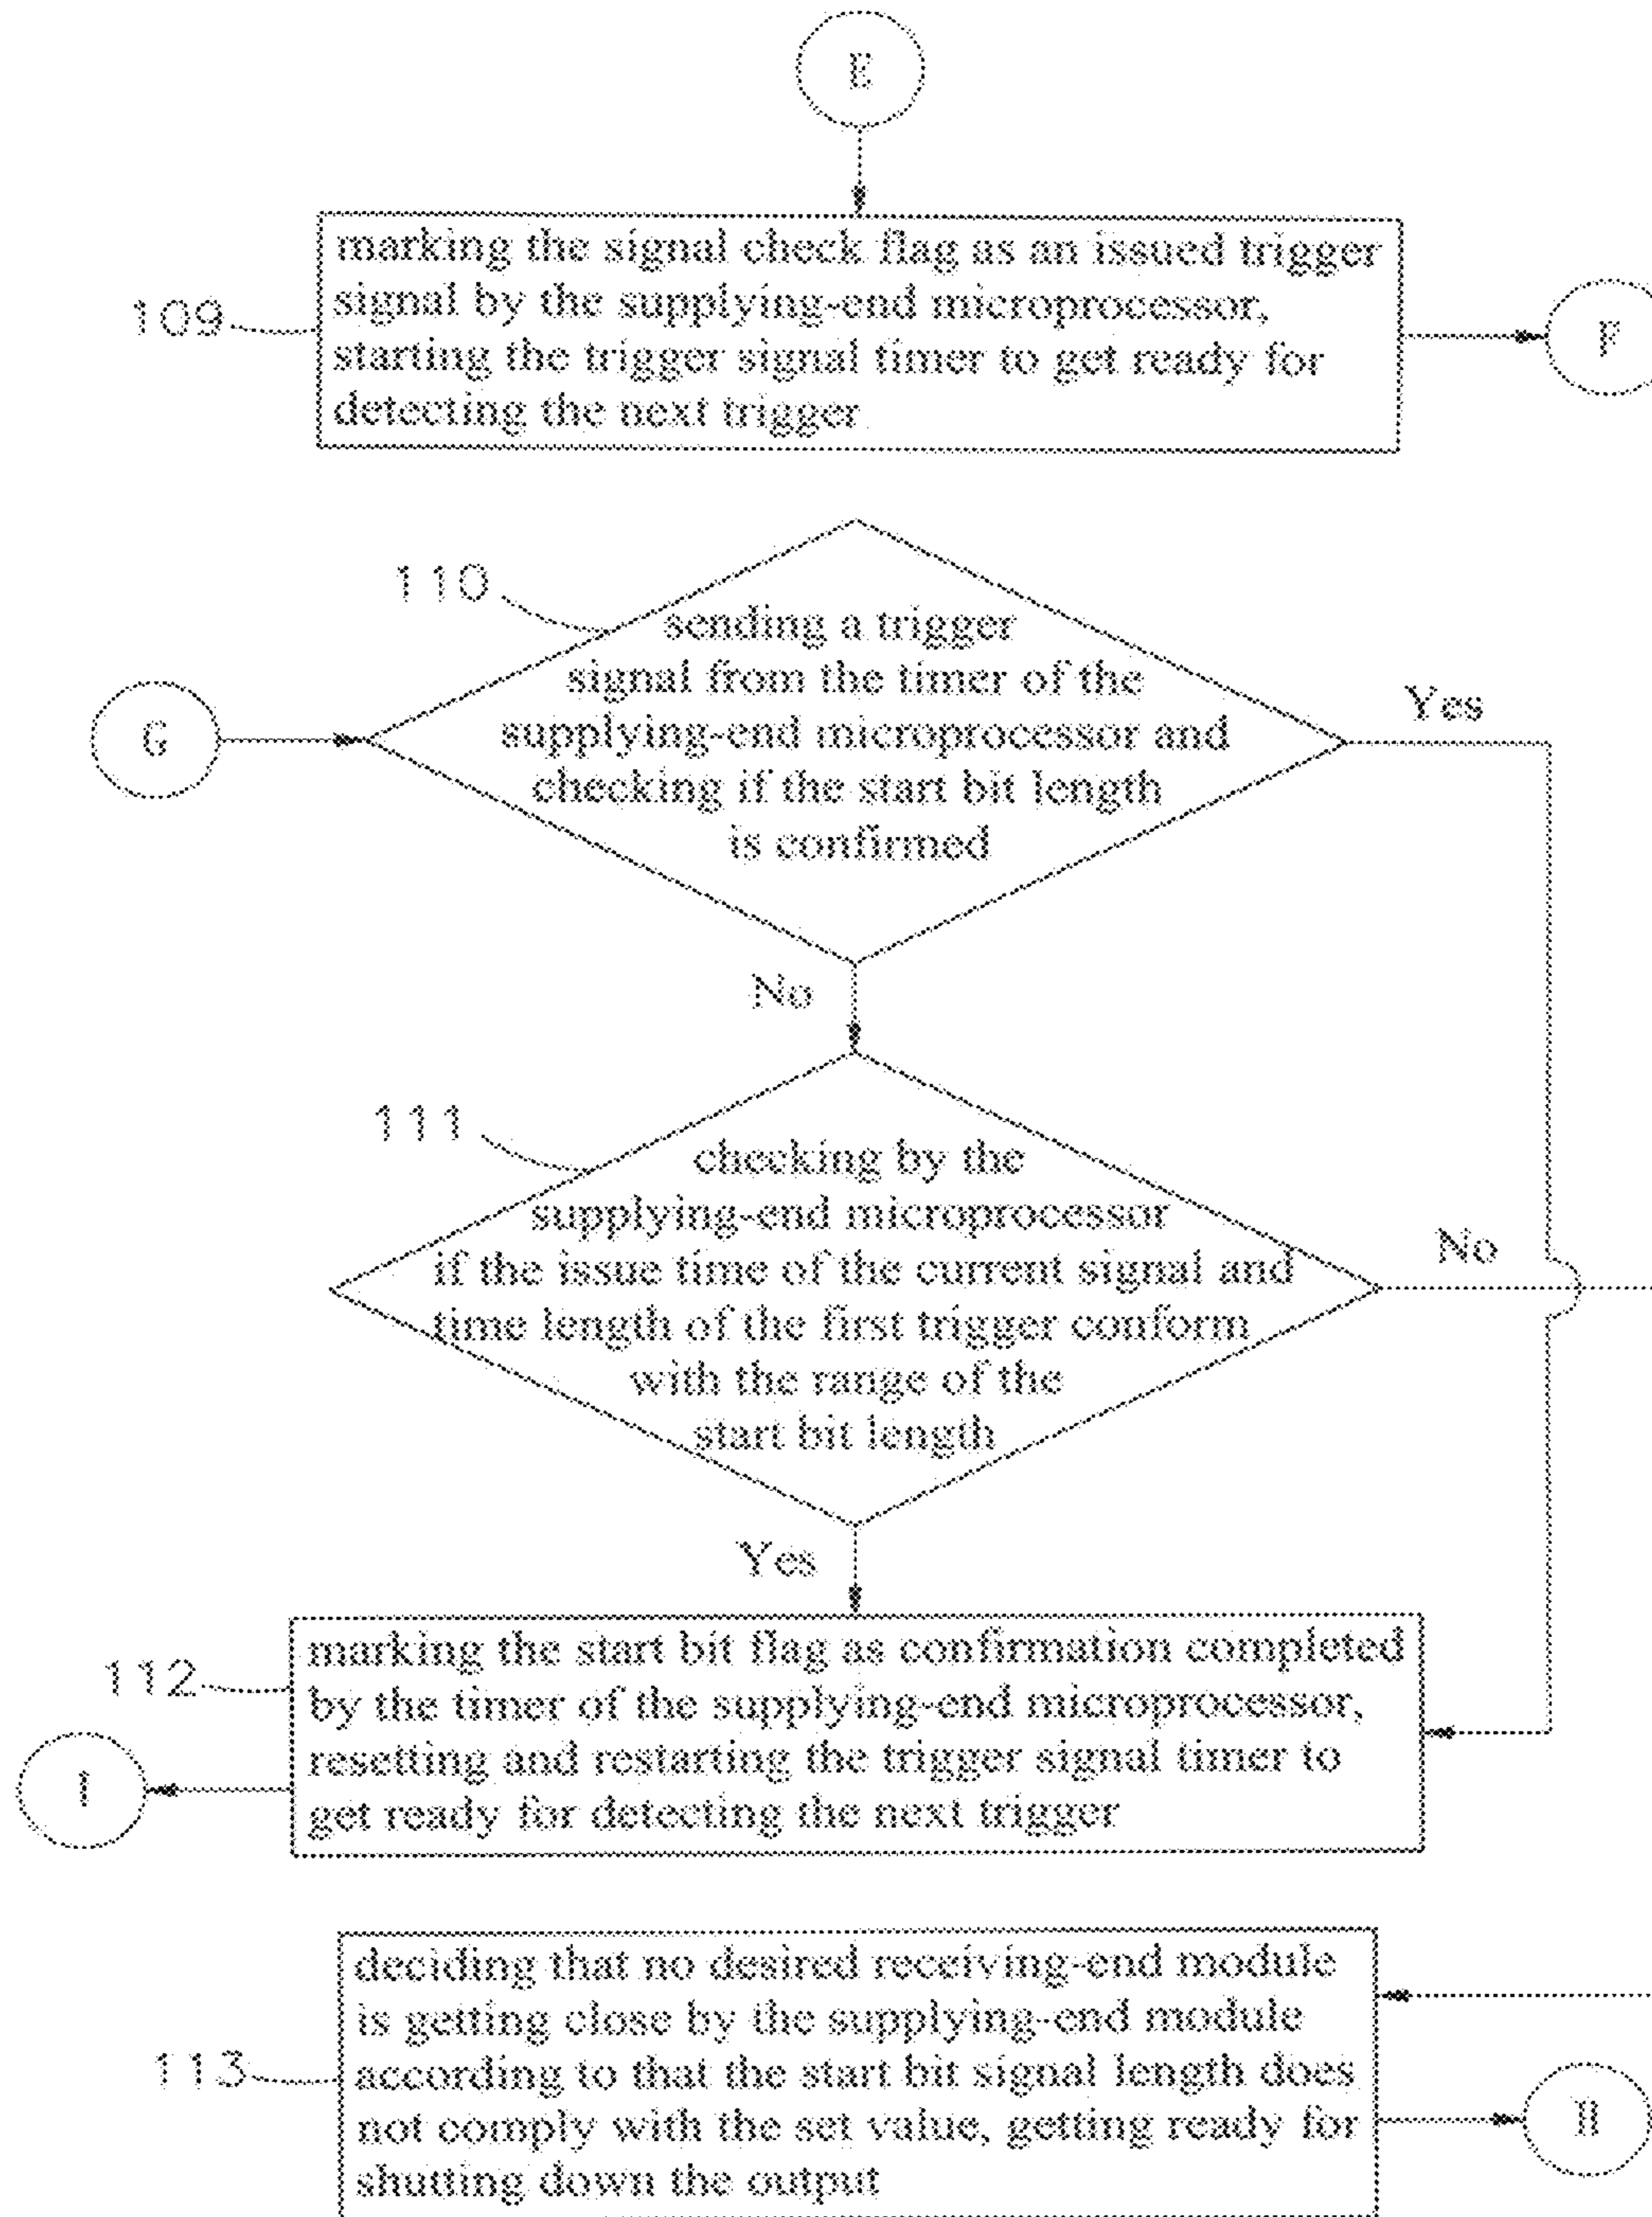 E
marking the signal check flag as an issued trigger
signal by the supplying-end microprocessor,
starting the trigger signal timer to get ready for
detecting the next trigger
109
F
110
sending a trigger
signal from the timer of the
supplying-end microprocessor and
checking if the start bit length
is confirmed
G
Yes
No
111
checking by the
supplying-end microprocessor
if the issue time of the current signal and
time length of the first trigger conform
with the range of the
start bit length
No
Yes
112
marking the start bit flag as confirmation completed
by the timer of the supplying-end microprocessor,
resetting and restarting the trigger signal timer to
get ready for detecting the next trigger
I
113
deciding that no desired receiving-end module
is getting close by the supplying-end module
according to that the start bit signal length does
not comply with the set value, getting ready for
shutting down the output
H